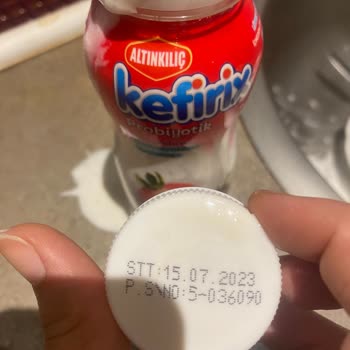 ALTINKILIÇ
kefirix
Probiyotik
STT:15.07.2023
P.S\NO:5-036090